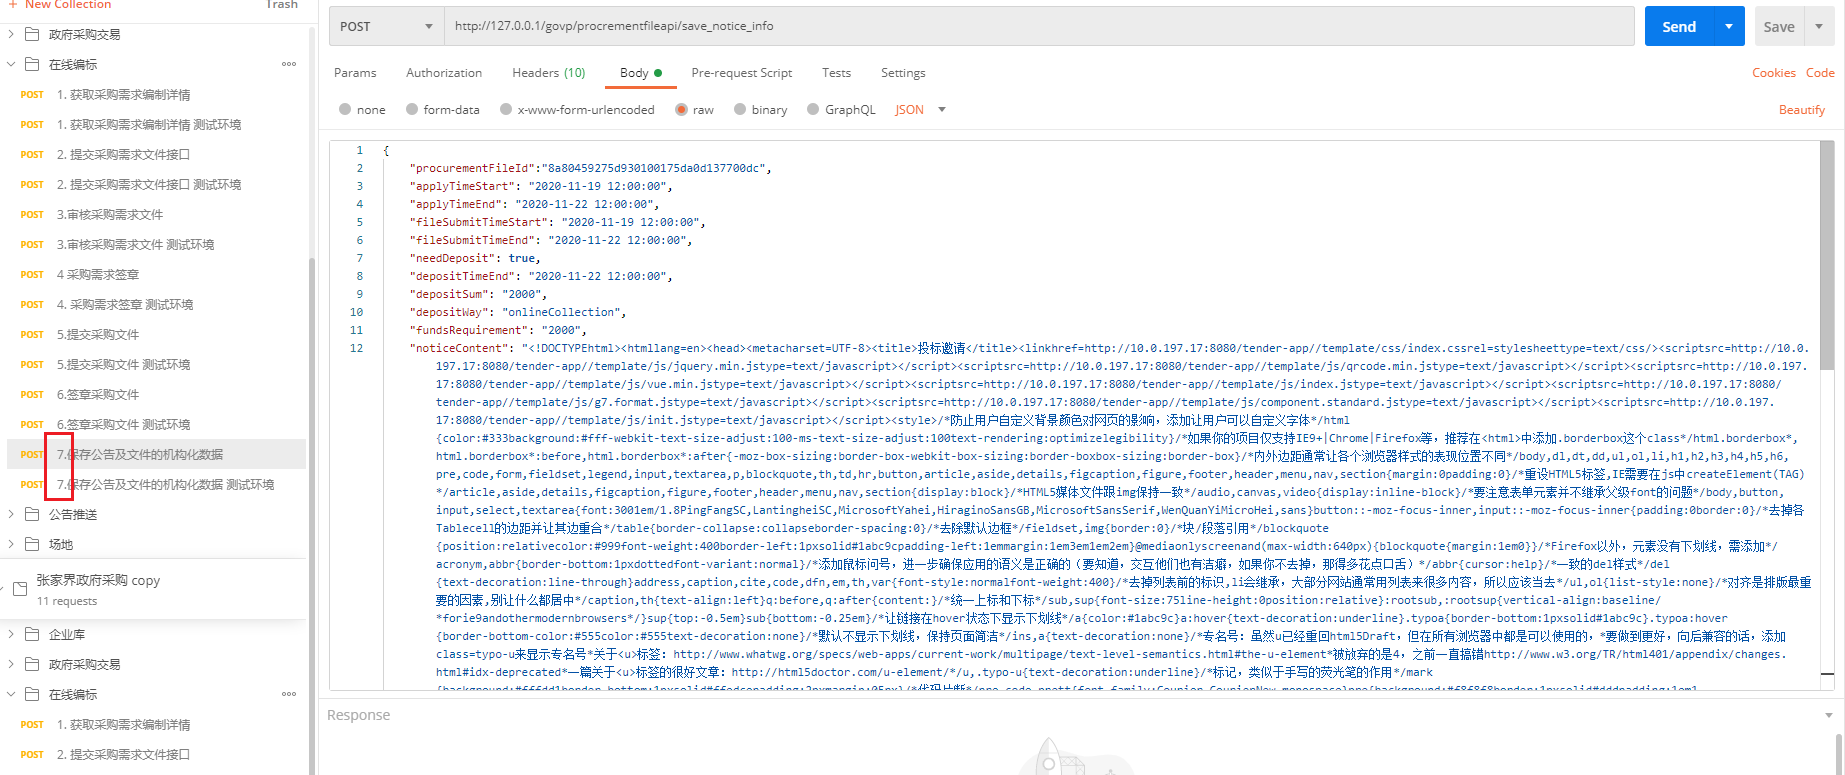 + New Collection
Trash
政府采购交易
在线编标
POST 1. 获取采购需求编制详情
POST 1. 获取采购需求编制详情 测试环境
POST 2. 提交采购需求文件接口
POST 2. 提交采购需求文件接口 测试环境
POST 3.审核采购需求文件
POST 3.审核采购需求文件 测试环境
POST 4 采购需求签章
POST 4. 采购需求签章 测试环境
POST 5.提交采购文件
POST 5.提交采购文件 测试环境
POST 6.签章采购文件
POST 6.签章采购文件 测试环境
POST 7.保存公告及文件的机构化数据
POST 7.保存公告及文件的机构化数据 测试环境
公告推送
场地
张家界政府采购 copy
11 requests
企业库
政府采购交易
在线编标
POST 1. 获取采购需求编制详情
POST 2. 提交采购需求文件接口
POST http://127.0.0.1/govp/procrementfileapi/save_notice_info Send Save
Params Authorization Headers (10) Body Pre-request Script Tests Settings Cookies Code
none form-data x-www-form-urlencoded raw binary GraphQL JSON Beautify
1 {
2 "procurementFileId":"8a80459275d930100175da0d137700dc",
3 "applyTimeStart": "2020-11-19 12:00:00",
4 "applyTimeEnd": "2020-11-22 12:00:00",
5 "fileSubmitTimeStart": "2020-11-19 12:00:00",
6 "fileSubmitTimeEnd": "2020-11-22 12:00:00",
7 "needDeposit": true,
8 "depositTimeEnd": "2020-11-22 12:00:00",
9 "depositSum": "2000",
10 "depositWay": "onlineCollection",
11 "fundsRequirement": "2000",
12 "noticeContent": "<!DOCTYPEhtml><htmllang=en><head><metacharset=UTF-8><title>投标邀请</title><linkhref=http://10.0.197.17:8080/tender-app//template/css/index.cssrel=stylesheettype=text/css/><scriptsrc=http://10.0.
197.17:8080/tender-app//template/js/jquery.min.jstype=text/javascript></script><scriptsrc=http://10.0.197.17:8080/tender-app//template/js/qrcode.min.jstype=text/javascript></script><scriptsrc=http://10.0.197.
17:8080/tender-app//template/js/vue.min.jstype=text/javascript></script><scriptsrc=http://10.0.197.17:8080/tender-app//template/js/index.jstype=text/javascript></script><scriptsrc=http://10.0.197.17:8080/
tender-app//template/js/g7.format.jstype=text/javascript></script><scriptsrc=http://10.0.197.17:8080/tender-app//template/js/component.standard.jstype=text/javascript></script><scriptsrc=http://10.0.197.
17:8080/tender-app//template/js/init.jstype=text/javascript></script><style>/*防止用户自定义背景颜色对网页的影响，添加让用户可以自定义字体*/html
{color:#333background:#fff-webkit-text-size-adjust:100-ms-text-size-adjust:100text-rendering:optimizelegibility}/*如果你的项目仅支持IE9+|Chrome|Firefox等，推荐在<html>中添加.borderbox这个class*/html.borderbox*,
html.borderbox*:before,html.borderbox*:after{-moz-box-sizing:border-box-webkit-box-sizing:border-boxbox-sizing:border-box}/*内外边距通常让各个浏览器样式的表现位置不同*/body,dl,dt,dd,ul,ol,li,h1,h2,h3,h4,h5,h6,
pre,code,form,fieldset,legend,input,textarea,p,blockquote,th,td,hr,button,article,aside,details,figcaption,figure,footer,header,menu,nav,section{margin:0padding:0}/*重设HTML5标签,IE需要在js中createElement(TAG)
*/article,aside,details,figcaption,figure,footer,header,menu,nav,section{display:block}/*HTML5媒体文件跟img保持一致*/audio,canvas,video{display:inline-block}/*要注意表单元素并不继承父级font的问题*/body,button,
input,select,textarea{font:3001em/1.8PingFangSC,LantingheiSC,MicrosoftYahei,HiraginoSansGB,MicrosoftSansSerif,WenQuanYiMicroHei,sans}button::-moz-focus-inner,input::-moz-focus-inner{padding:0border:0}/*去掉各
Tablecell的边距并让其边重合*/table{border-collapse:collapseborder-spacing:0}/*去除默认边框*/fieldset,img{border:0}/*块/段落引用*/blockquote
{position:relativecolor:#999font-weight:400border-left:1pxsolid#1abc9cpadding-left:1emmargin:1em3em1em2em}@mediaonlyscreenand(max-width:640px){blockquote{margin:1em0}}/*Firefox以外，元素没有下划线，需添加*/
acronym,abbr{border-bottom:1pxdottedfont-variant:normal}/*添加鼠标问号，进一步确保应用的语义是正确的（要知道，交互他们也有洁癖，如果你不去掉，那得多花点口舌）*/abbr{cursor:help}/*一致的del样式*/del
{text-decoration:line-through}address,caption,cite,code,dfn,em,th,var{font-style:normalfont-weight:400}/*去掉列表前的标识,li会继承，大部分网站通常用列表来很多内容，所以应该当去*/ul,ol{list-style:none}/*对齐是排版最重
要的因素,别让什么都居中*/caption,th{text-align:left}q:before,q:after{content:}/*统一上标和下标*/sub,sup{font-size:75line-height:0position:relative}:rootsub,:rootsup{vertical-align:baseline/
*forie9andothermodernbrowsers*/}sup{top:-0.5em}sub{bottom:-0.25em}/*让链接在hover状态下显示下划线*/a{color:#1abc9c}a:hover{text-decoration:underline}.typoa{border-bottom:1pxsolid#1abc9c}.typoa:hover
{border-bottom-color:#555color:#555text-decoration:none}/*默认不显示下划线，保持页面简洁*/ins,a{text-decoration:none}/*专名号：虽然u已经重回html5Draft，但在所有浏览器中都是可以使用的，*要做到更好，向后兼容的话，添加
class=typo-u来显示专名号*关于<u>标签：http://www.whatwg.org/specs/web-apps/current-work/multipage/text-level-semantics.html#the-u-element*被放弃的是4，之前一直搞错http://www.w3.org/TR/html401/appendix/changes.
html#idx-deprecated*一篇关于<u>标签的很好文章：http://html5doctor.com/u-element/*/u,.typo-u{text-decoration:underline}/*标记，类似于手写的荧光笔的作用*/mark
Response